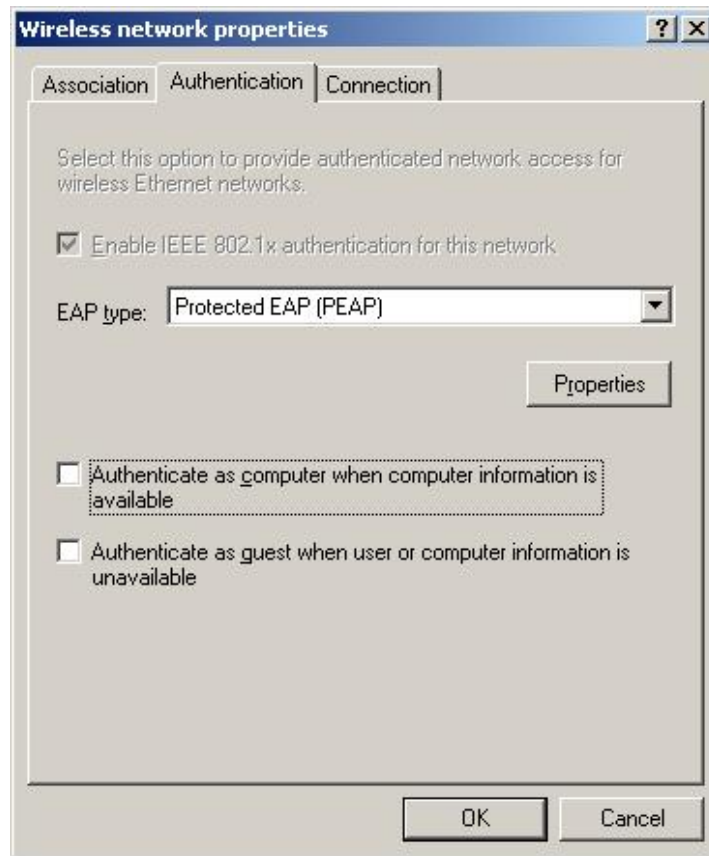 Wireless network properties
Association Authentication Connection
Select this option to provide authenticated network access for
wireless Ethernet networks.
Enable IEEE 802.1x authentication for this network
EAP type: Protected EAP (PEAP)
Properties
Authenticate as computer when computer information is
available
Authenticate as guest when user or computer information is
unavailable
OK Cancel